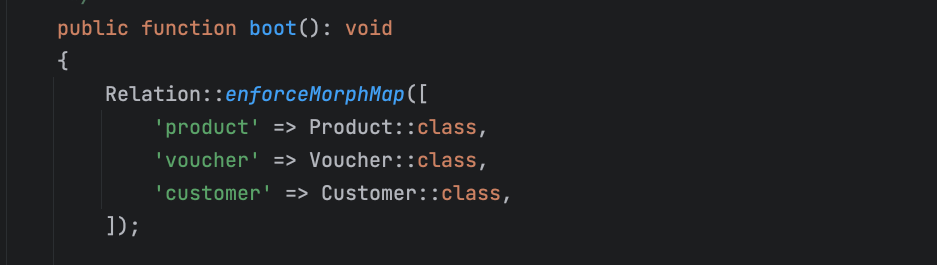 public function boot(): void
{
Relation::enforceMorphMap([
'product' => Product::class,
'voucher' => Voucher::class,
'customer' => Customer::class,
]);